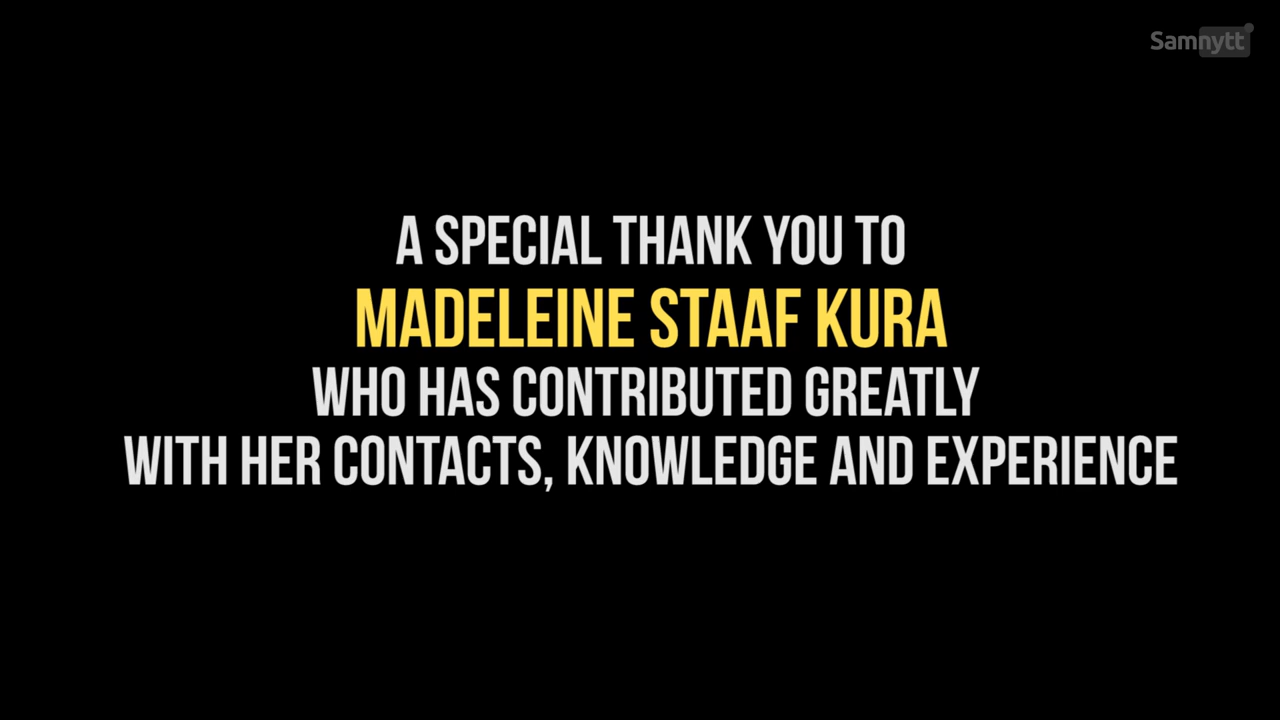 Samnytt
A SPECIAL THANK YOU TO
MADELEINE STAAF KURA
WHO HAS CONTRIBUTED GREATLY
WITH HER CONTACTS, KNOWLEDGE AND EXPERIENCE